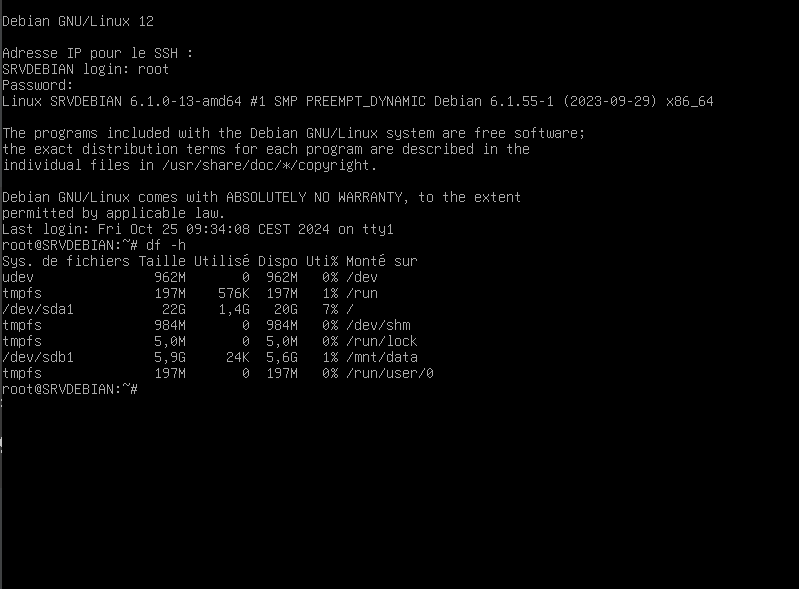 Debian GNU/Linux 12
Adresse IP pour le SSH :
SRVDEBIAN login: root
Password:
Linux SRVDEBIAN 6.1.0-13-amd64 #1 SMP PREEMPT_DYNAMIC Debian 6.1.55-1 (2023-09-29) x86_64
The programs included with the Debian GNU/Linux system are free software;
the exact distribution terms for each program are described in the
individual files in /usr/share/doc/*/copyright.
Debian GNU/Linux comes with ABSOLUTELY NO WARRANTY, to the extent
permitted by applicable law.
Last login: Fri Oct 25 09:34:08 CEST 2024 on tty1
root@SRVDEBIAN:~# df -h
Sys. de fichiers Taille Utilisé Dispo Uti% Monté sur
udev 962M 0 962M 0% /dev
tmpfs 197M 576K 197M 1% /run
/dev/sda1 22G 1,4G 20G 7% /
tmpfs 984M 0 984M 0% /dev/shm
tmpfs 5,0M 0 5,0M 0% /run/lock
/dev/sdb1 5,9G 24K 5,6G 1% /mnt/data
tmpfs 197M 0 197M 0% /run/user/0
root@SRVDEBIAN:~#